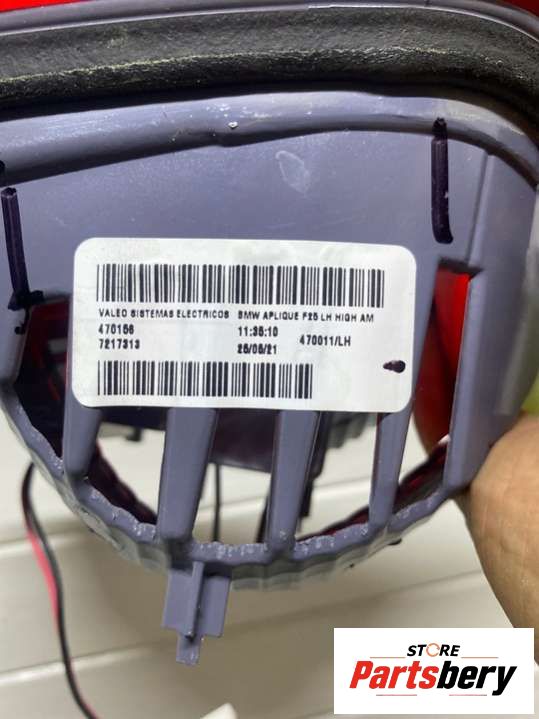 VALEO SISTEMAS ELECTRICOS BMW APLIQUE F25 LH HIGH AM
470156 11:35:10 470011/LH
7217313 25/05/21
STORE
Partsbery